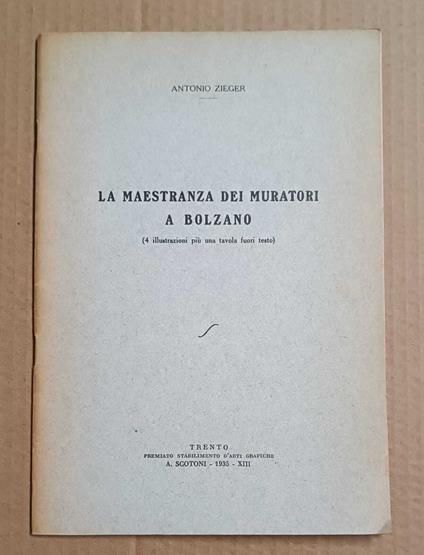 ANTONIO ZIEGER
LA MAESTRANZA DEI MURATORI
A BOLZANO
(4 illustrazioni più una tavola fuori testo)
TRENTO
PREMIATO STABILIMENTO D'ARTI GRAFICHE
A. SCOTONI - 1935 - XIII